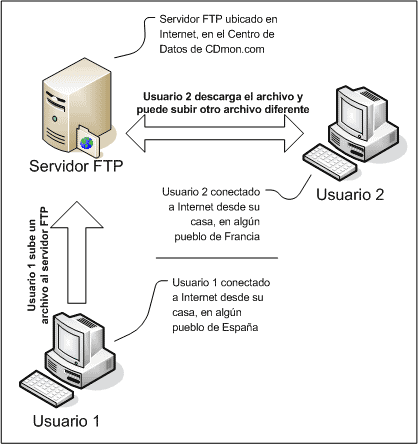 Servidor FTP ubicado en
Internet, en el Centro de
Datos de CDmon.com
Usuario 2 descarga el archivo y
puede subir otro archivo diferente
Servidor FTP
Usuario 2
Usuario 2 conectado
a Internet desde su
casa, en algún
pueblo de Francia
Usuario 1 sube un
archivo al servidor FTP
Usuario 1 conectado
a Internet desde su
casa, en algún
pueblo de España
Usuario 1